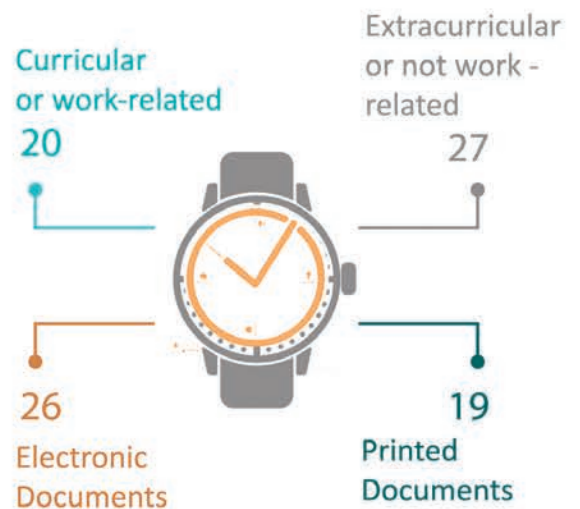 Curricular
or work-related
20
Extracurricular
or not work -
related
27
26
Electronic
Documents
19
Printed
Documents